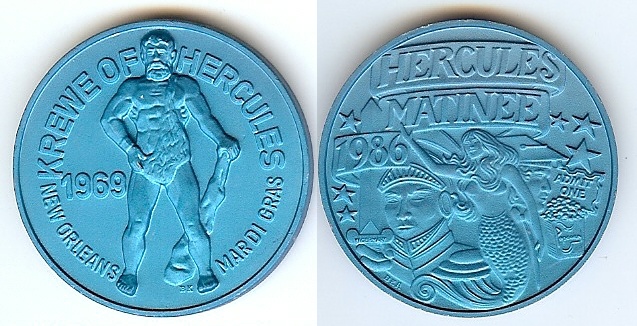 KREWE OF HERCULES
1969
NEW ORLEANS
MARDI GRAS
HERCULES
MATINEE
1986
ADMIT
ONE